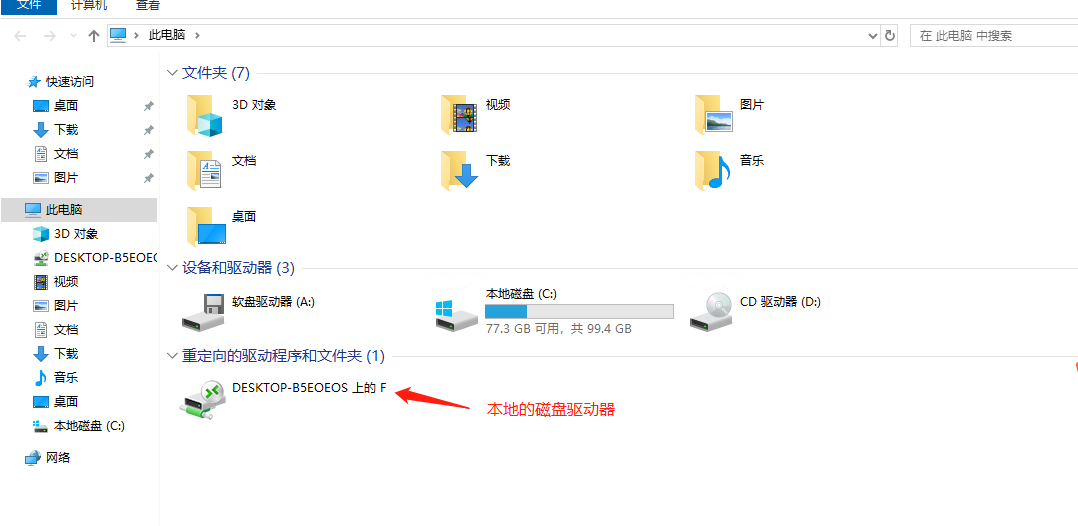 文件 计算机 查看
此电脑
在 此电脑 中搜索
快速访问
桌面
下载
文档
图片
此电脑
3D 对象
DESKTOP-B5EOEO
视频
图片
文档
下载
音乐
桌面
本地磁盘 (C:)
网络
文件夹 (7)
3D 对象
视频
图片
文档
下载
音乐
桌面
设备和驱动器 (3)
软盘驱动器 (A:)
本地磁盘 (C:)
77.3 GB 可用，共 99.4 GB
CD 驱动器 (D:)
重定向的驱动程序和文件夹 (1)
DESKTOP-B5EOEOS 上的 F
本地的磁盘驱动器